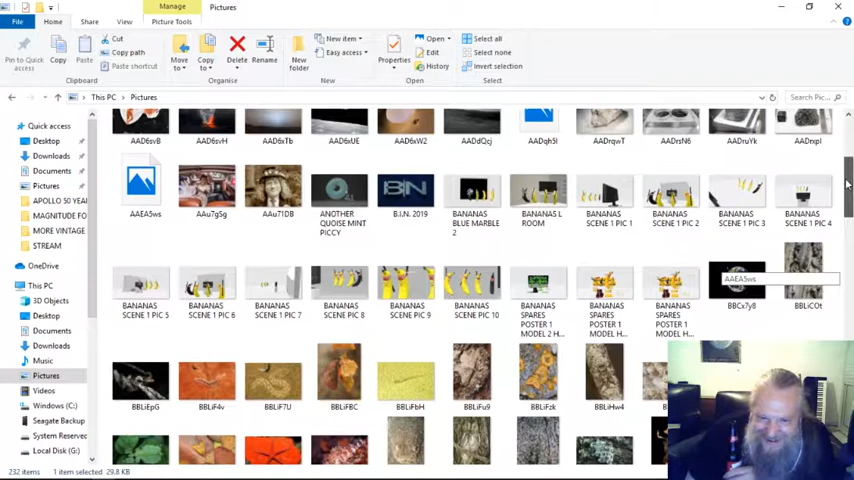 Manage
Pictures
File
Home
Share
View
Picture Tools
Pin to Quick access
Copy
Paste
Cut
Copy path
Paste shortcut
Clipboard
Move to
Copy to
Delete
Rename
Organise
New folder
New item
Easy access
New
Properties
Open
Edit
History
Open
Select all
Select none
Invert selection
Select
This PC
Pictures
Search Pic...
Quick access
Desktop
Downloads
Documents
Pictures
APOLLO 50 YEAR
MAGNITUDE FO
MORE VINTAGE
STREAM
OneDrive
This PC
3D Objects
Desktop
Documents
Downloads
Music
Pictures
Videos
Windows (C:)
Seagate Backup
System Reserved
Local Disk (G:)
AAD6svB
AAD6svH
AAD6xTb
AAD6xUE
AAD6xW2
AADdQcj
AADqh5l
AADrqwT
AADrsN6
AADruYk
AADrxpI
AAEA5ws
AAu7gSg
AAu71DB
ANOTHER QUOISE MINT PICCY
B.I.N. 2019
BANANAS BLUE MARBLE 2
BANANAS L ROOM
BANANAS SCENE 1 PIC 1
BANANAS SCENE 1 PIC 2
BANANAS SCENE 1 PIC 3
BANANAS SCENE 1 PIC 4
BANANAS SCENE 1 PIC 5
BANANAS SCENE 1 PIC 6
BANANAS SCENE 1 PIC 7
BANANAS SCENE PIC 8
BANANAS SCENE PIC 9
BANANAS SCENE 1 PIC 10
BANANAS SPARES POSTER 1 MODEL 2 H...
BANANAS SPARES POSTER 1 MODEL H...
BANANAS SPARES POSTER 1 MODEL H...
BBCx7y8
AAEA5ws
BBLiCOt
BBLiEpG
BBLiF4v
BBLiF7U
BBLiFBC
BBLiFbH
BBLiFu9
BBLiFzk
BBLiHw4
232 items
1 item selected 29.8 KB